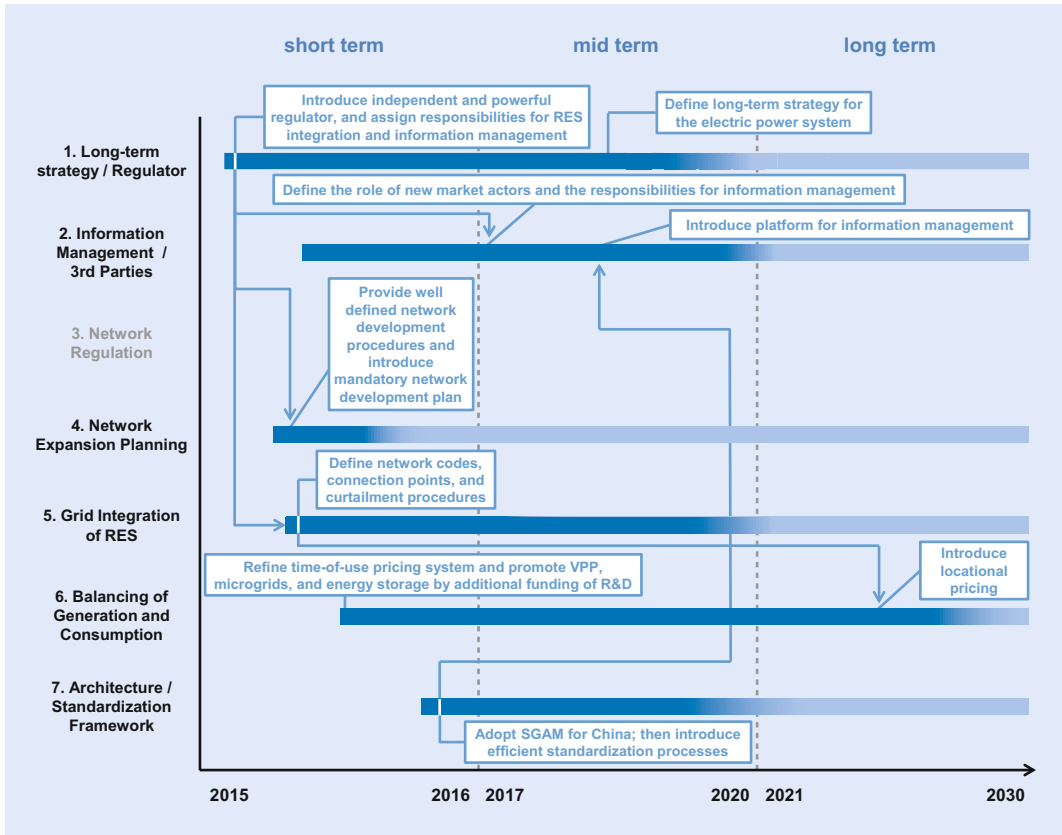 short term
mid term
long term
Introduce independent and powerful
regulator, and assign responsibilities for RES
integration and information management
Define long-term strategy for
the electric power system
1. Long-term
strategy / Regulator
Define the role of new market actors and the responsibilities for information management
2. Information
Management /
3rd Parties
Introduce platform for information management
Provide well
defined network
development
procedures and
introduce
mandatory network
development plan
3. Network
Regulation
4. Network
Expansion Planning
Define network codes,
connection points, and
curtailment procedures
5. Grid Integration
of RES
Refine time-of-use pricing system and promote VPP,
microgrids, and energy storage by additional funding of R&D
Introduce
locational
pricing
6. Balancing of
Generation and
Consumption
7. Architecture /
Standardization
Framework
Adopt SGAM for China; then introduce
efficient standardization processes
2015
2016
2017
2020
2021
2030